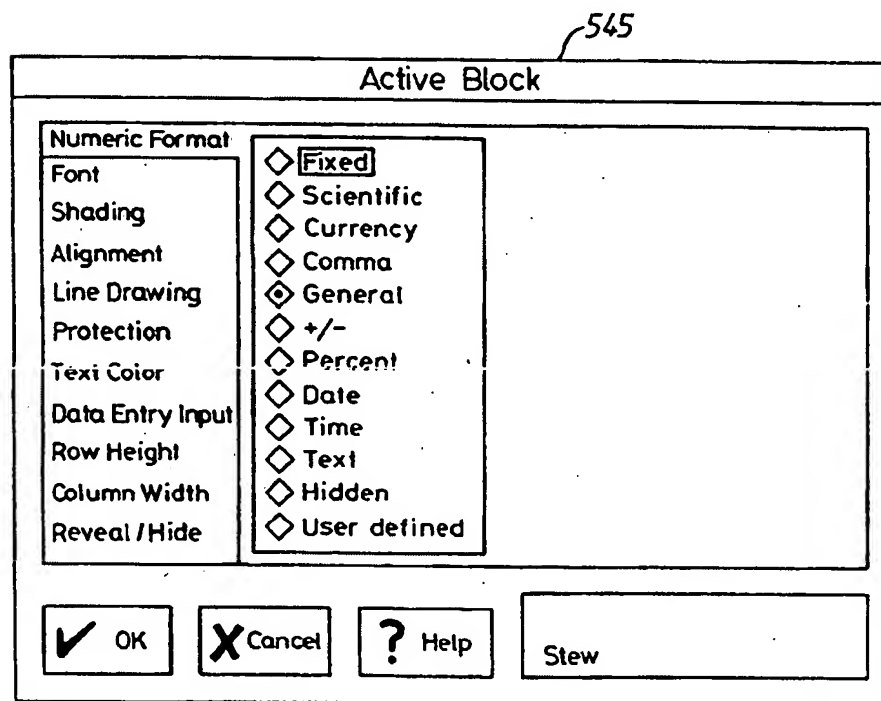 545
Active Block
Numeric Format
Font
Shading
Alignment
Line Drawing
Protection
Text Color
Data Entry Input
Row Height
Column Width
Reveal / Hide
Fixed
Scientific
Currency
Comma
General
+/-
Percent
Date
Time
Text
Hidden
User defined
OK
Cancel
? Help
Stew